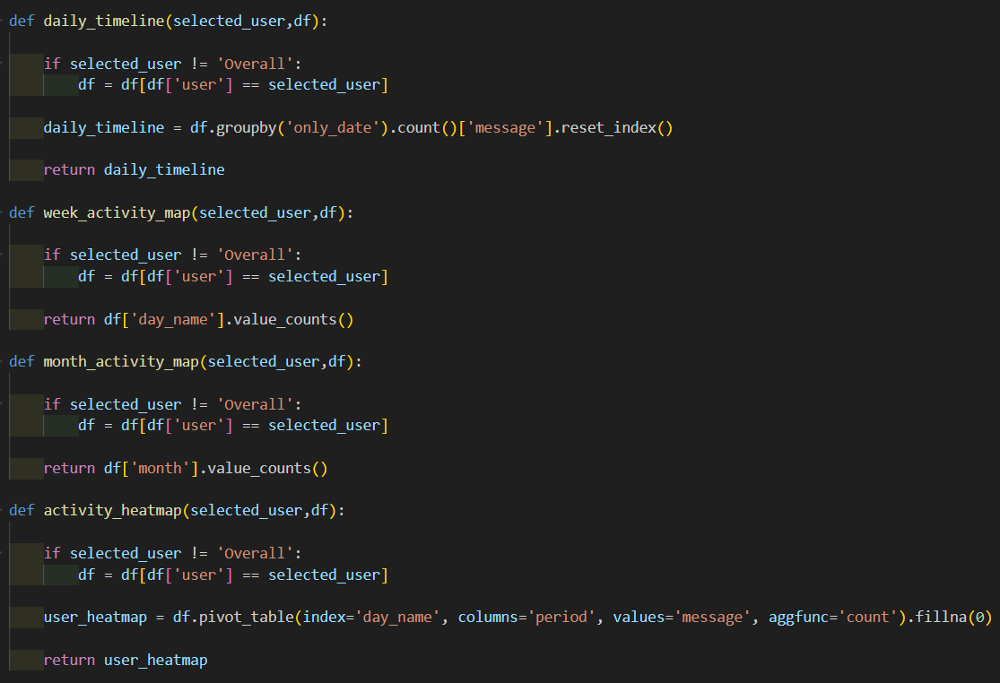 def daily_timeline(selected_user,df):
    if selected_user != 'Overall':
        df = df[df['user'] == selected_user]
    daily_timeline = df.groupby('only_date').count()['message'].reset_index()
    return daily_timeline
def week_activity_map(selected_user,df):
    if selected_user != 'Overall':
        df = df[df['user'] == selected_user]
    return df['day_name'].value_counts()
def month_activity_map(selected_user,df):
    if selected_user != 'Overall':
        df = df[df['user'] == selected_user]
    return df['month'].value_counts()
def activity_heatmap(selected_user,df):
    if selected_user != 'Overall':
        df = df[df['user'] == selected_user]
    user_heatmap = df.pivot_table(index='day_name', columns='period', values='message', aggfunc='count').fillna(0)
    return user_heatmap